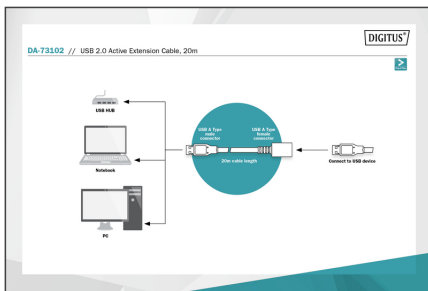 DIGITUS®
DA-73102 // USB 2.0 Active Extension Cable, 20m
USB HUB
USB A Type
male
connector
USB A Type
female
connector
20m cable length
Notebook
Connect to USB device
PC